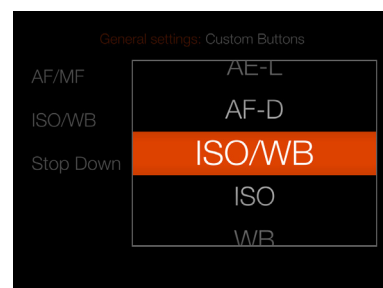 General settings: Custom Buttons
AF/MF
ISO/WB
Stop Down
AE-L
AF-D
ISO/WB
ISO
WB